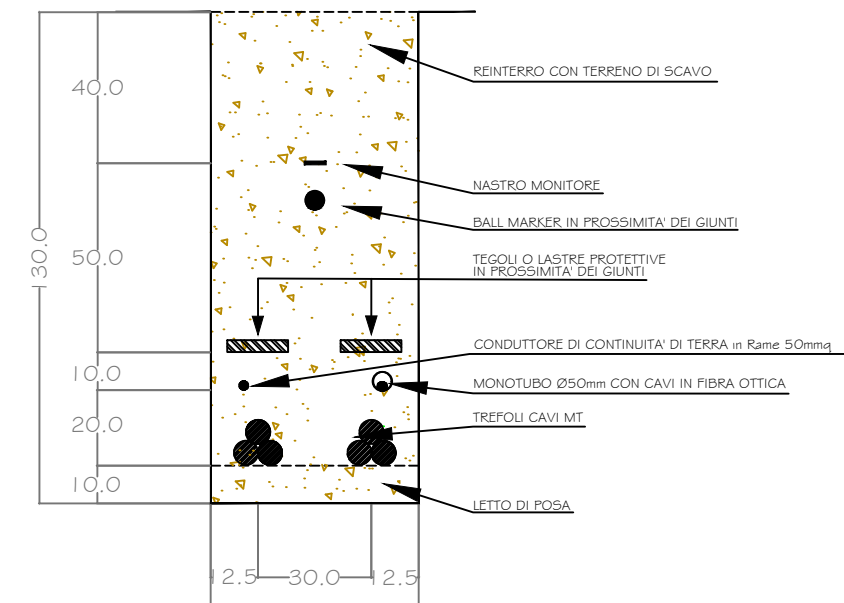 40.0
REINTERRO CON TERRENO DI SCAVO
NASTRO MONITORE
BALL MARKER IN PROSSIMITA' DEI GIUNTI
130.0
50.0
TEGOLI O LASTRE PROTETTIVE
IN PROSSIMITA' DEI GIUNTI
CONDUTTORE DI CONTINUITA' DI TERRA in Rame 50mmq
10.0
MONOTUBO Ø50mm CON CAVI IN FIBRA OTTICA
20.0
TREFOLI CAVI MT
10.0
LETTO DI POSA
12.5 30.0 12.5